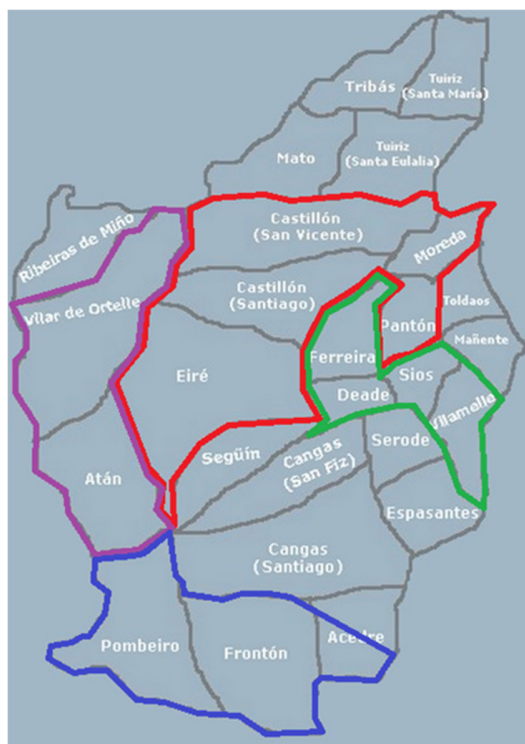 Tribás
Tuiriz
(Santa María)
Mato
Tuiriz
(Santa Eulalia)
Castillón
(San Vicente)
Ribeiras de Miño
Moreda
Vilar de Ortelle
Castillón
(Santiago)
Toldaos
Pantón
Mañente
Ferreira
Eiré
Sios
Deade
Vilamelle
Següín
Cangas
(San Fíz)
Serode
Atán
Espasantes
Cangas
(Santiago)
Pombeiro
Frontón
Acedre